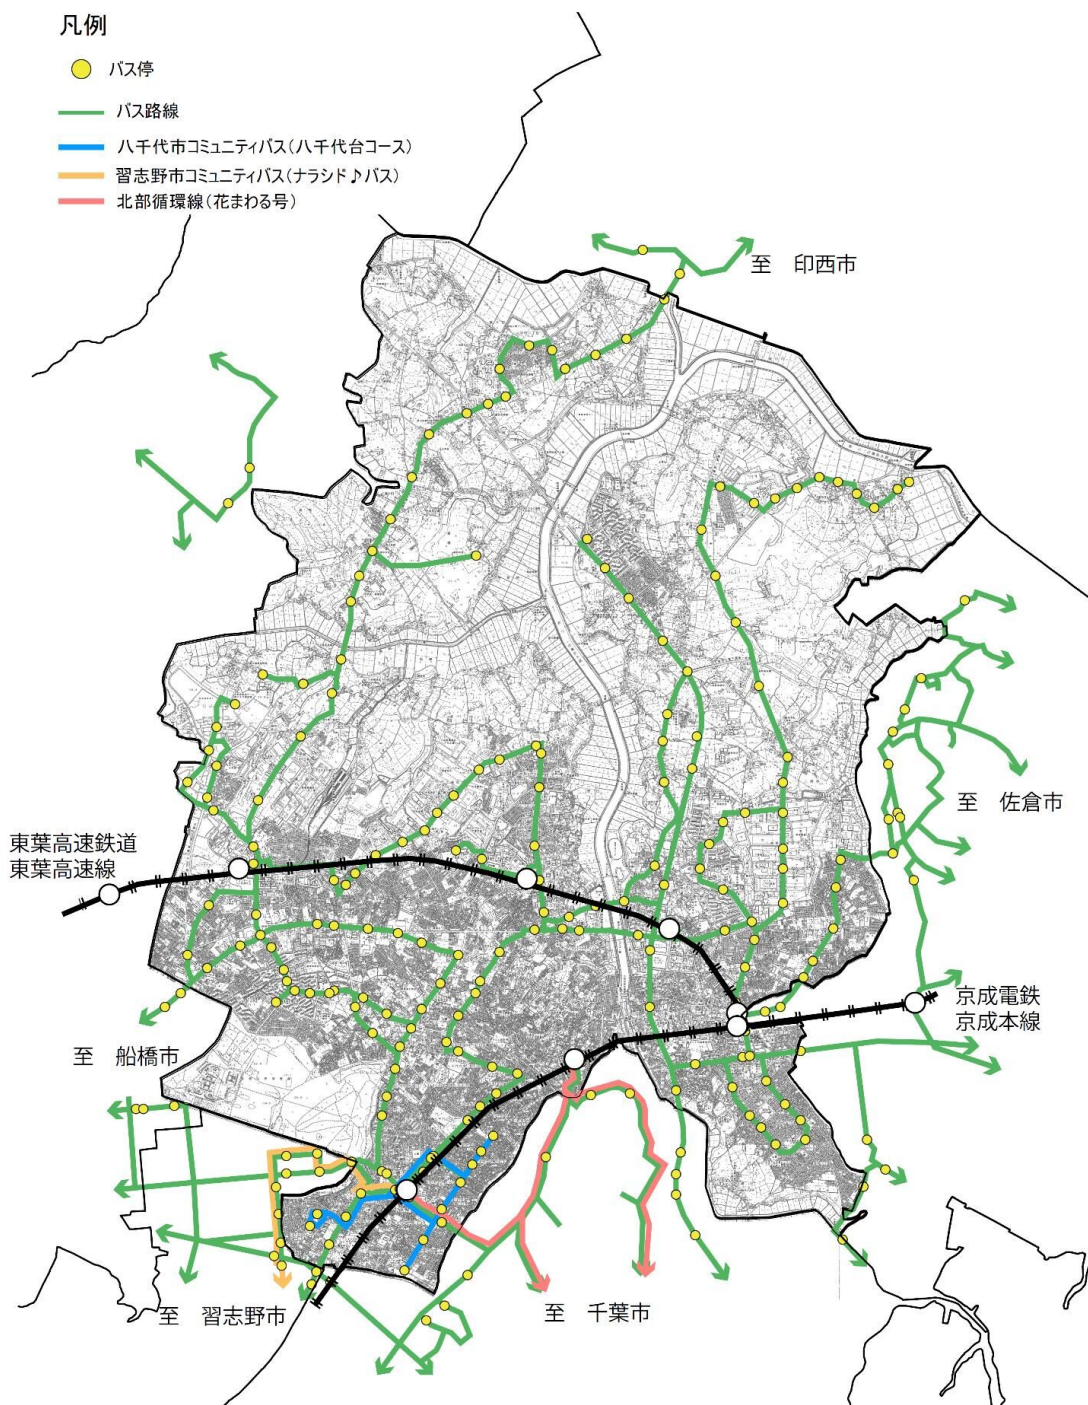 凡例
バス停
バス路線
八千代市コミュニティバス(八千代台コース)
習志野市コミュニティバス(ナラシド♪バス)
北部循環線(花まわる号)
至　印西市
至　佐倉市
東葉高速鉄道
東葉高速線
京成電鉄
京成本線
至　船橋市
至　習志野市
至　千葉市